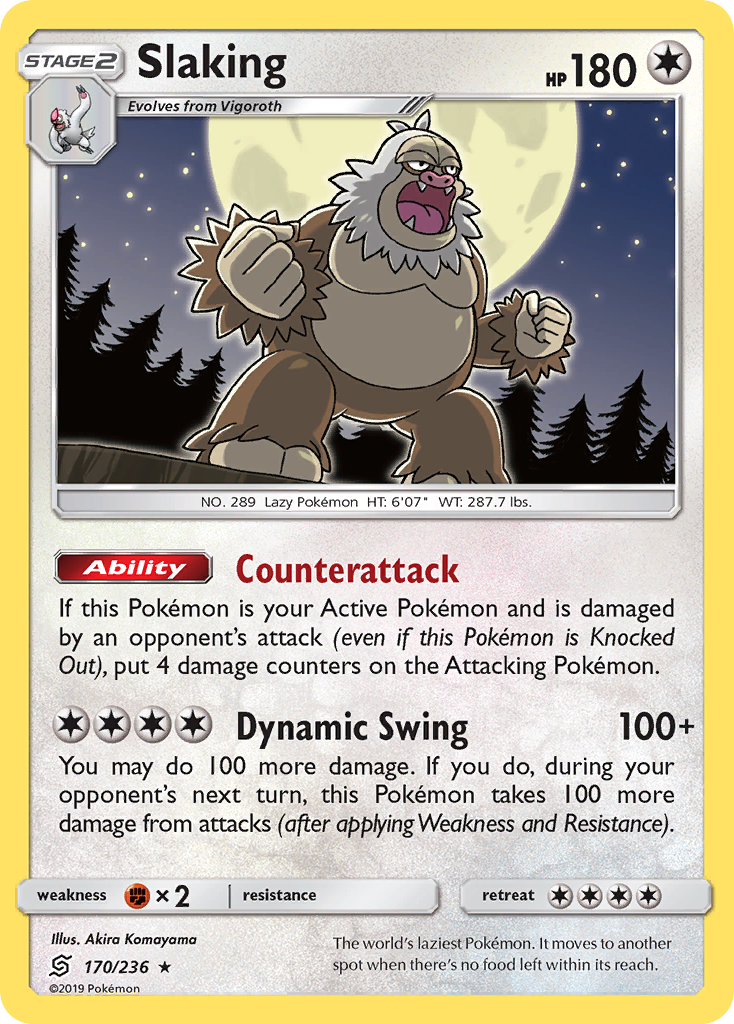 STAGE 2
Slaking
HP 180
Evolves from Vigoroth
NO. 289 Lazy Pokémon HT: 6'07" WT: 287.7 lbs.
Ability Counterattack
If this Pokémon is your Active Pokémon and is damaged
by an opponent's attack (even if this Pokémon is Knocked
Out), put 4 damage counters on the Attacking Pokémon.
Dynamic Swing 100+
You may do 100 more damage. If you do, during your
opponent's next turn, this Pokémon takes 100 more
damage from attacks (after applying Weakness and Resistance).
weakness ×2 resistance retreat
Illus. Akira Komayama
170/236 ★
©2019 Pokémon
The world's laziest Pokémon. It moves to another
spot when there's no food left within its reach.